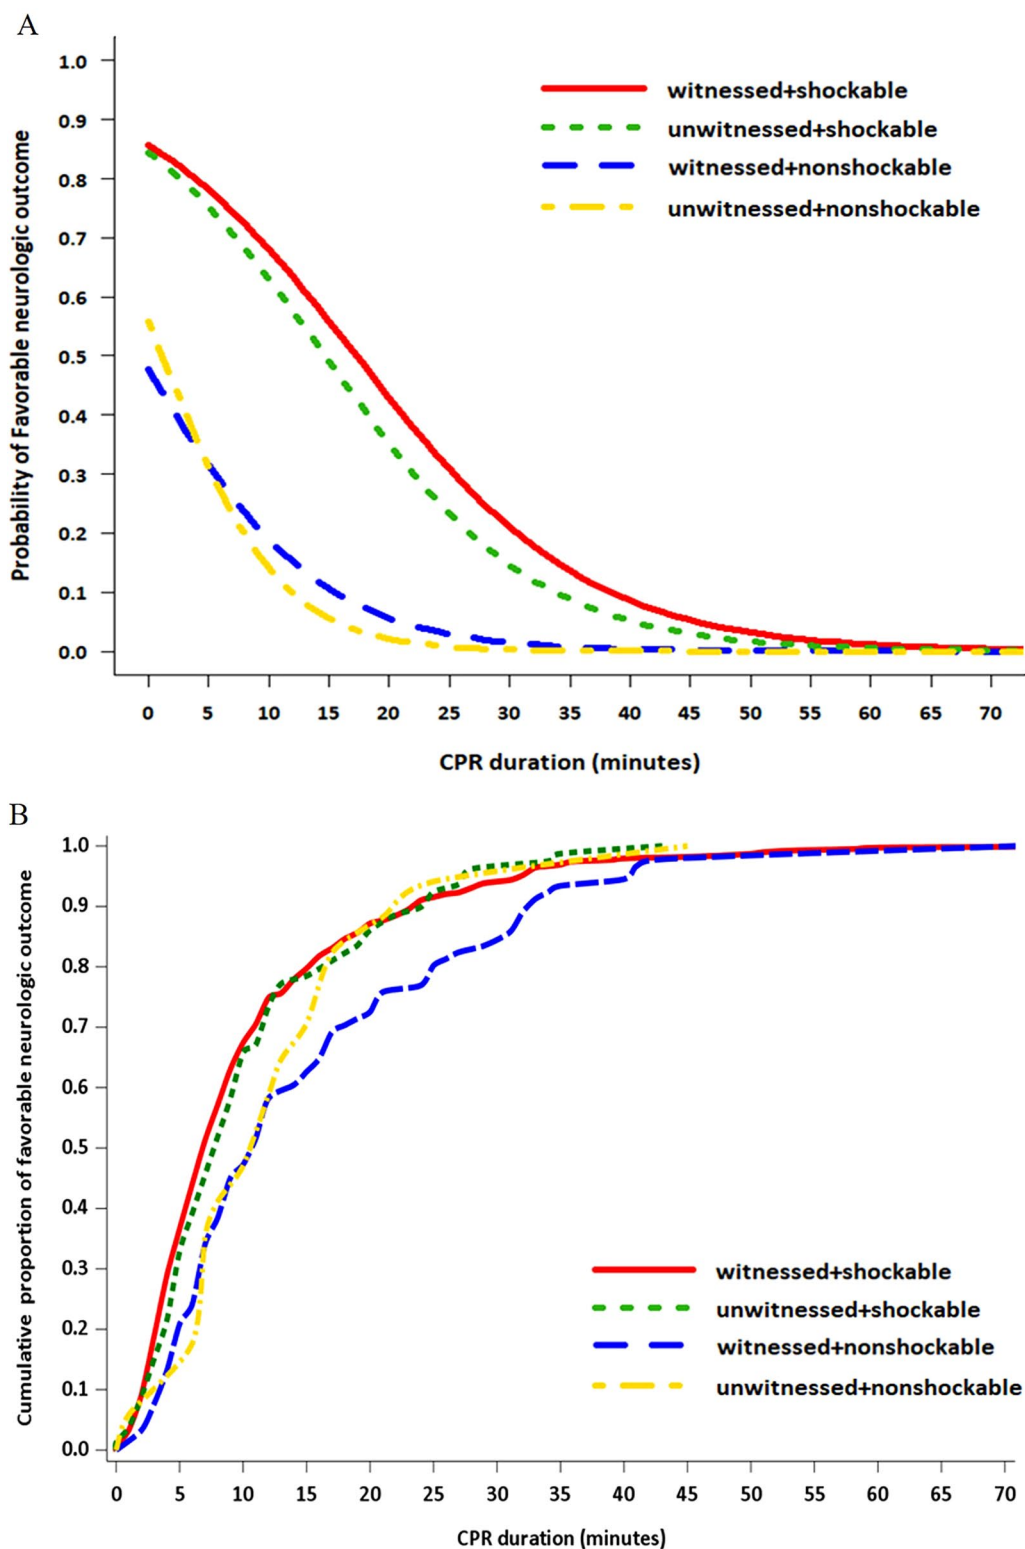 A
Probability of Favorable neurologic outcome
1.0
0.9
0.8
0.7
0.6
0.5
0.4
0.3
0.2
0.1
0.0
witnessed+shockable
unwitnessed+shockable
witnessed+nonshockable
unwitnessed+nonshockable
0 5 10 15 20 25 30 35 40 45 50 55 60 65 70
CPR duration (minutes)
B
Cumulative proportion of favorable neurologic outcome
1.0
0.9
0.8
0.7
0.6
0.5
0.4
0.3
0.2
0.1
0.0
witnessed+shockable
unwitnessed+shockable
witnessed+nonshockable
unwitnessed+nonshockable
0 5 10 15 20 25 30 35 40 45 50 55 60 65 70
CPR duration (minutes)